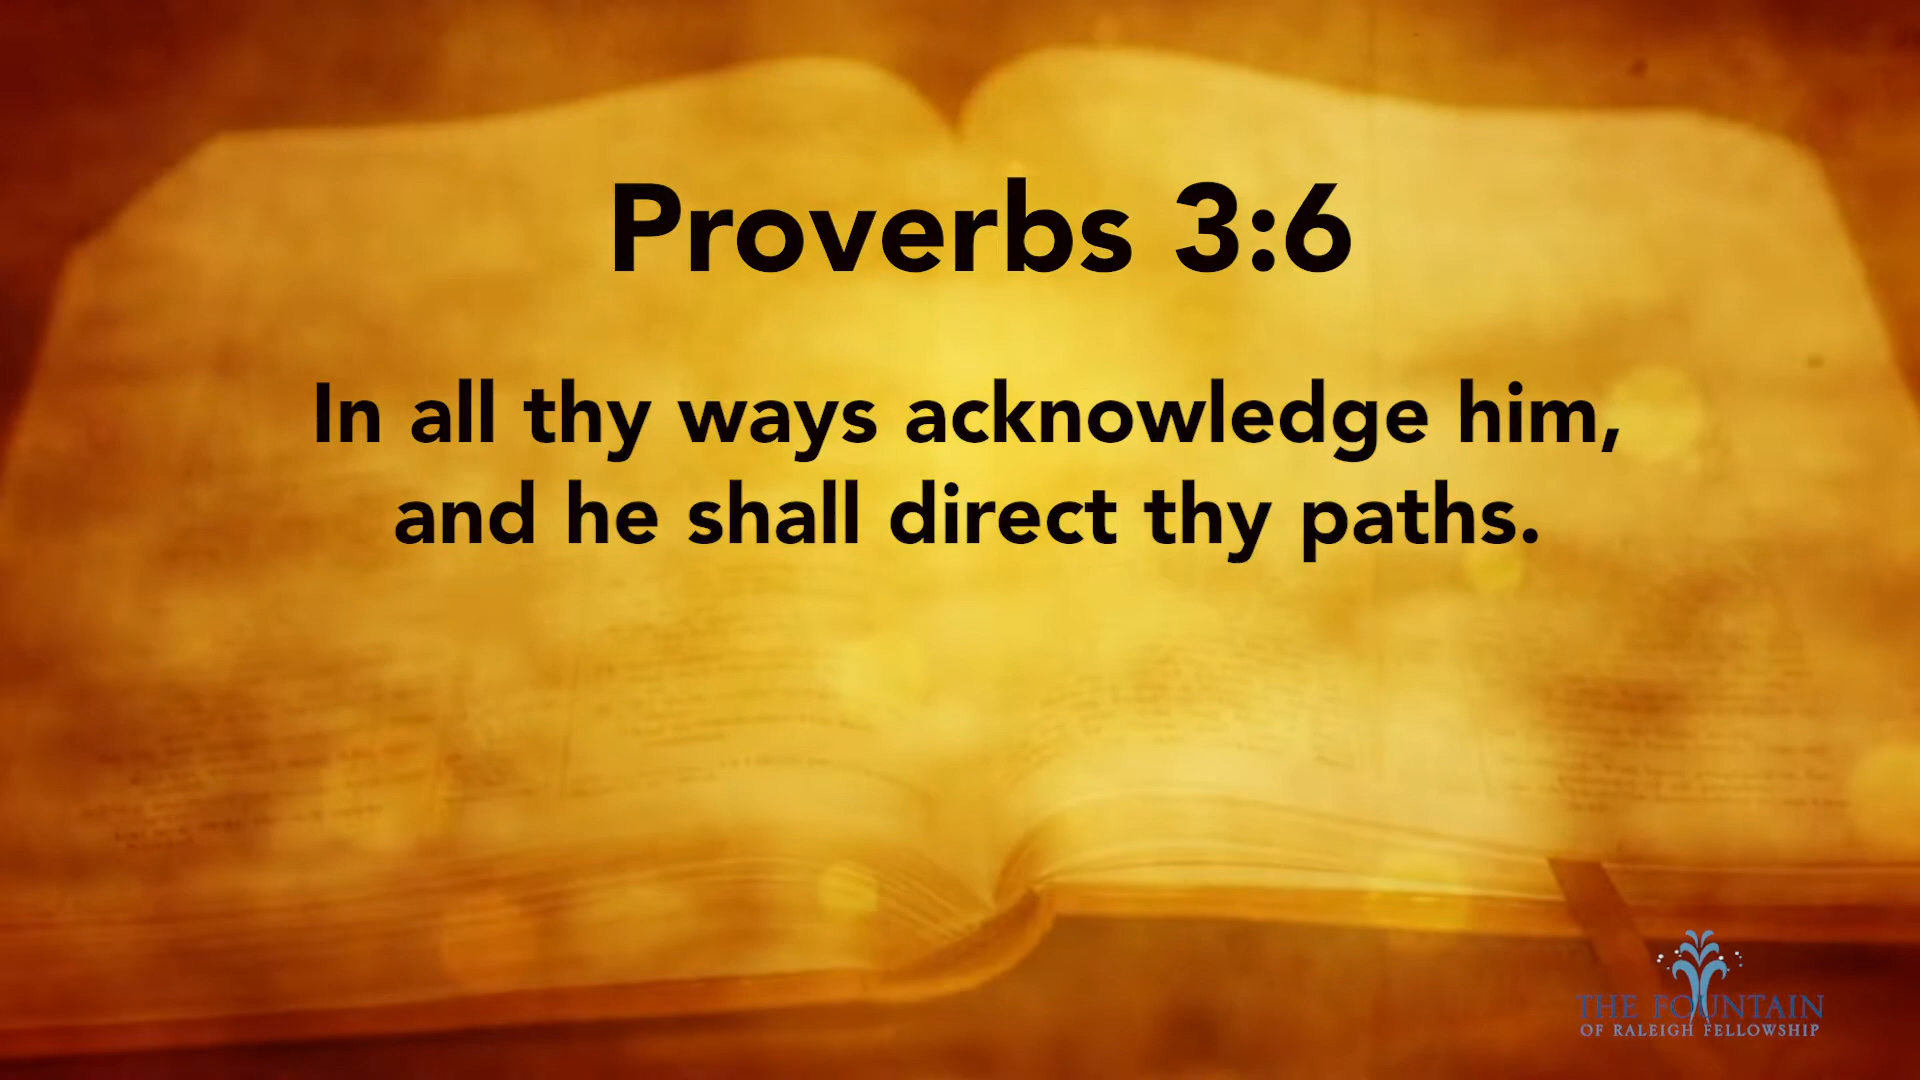 Proverbs 3:6
In all thy ways acknowledge him,
and he shall direct thy paths.
THE FOUNTAIN
OF RALEIGH FELLOWSHIP